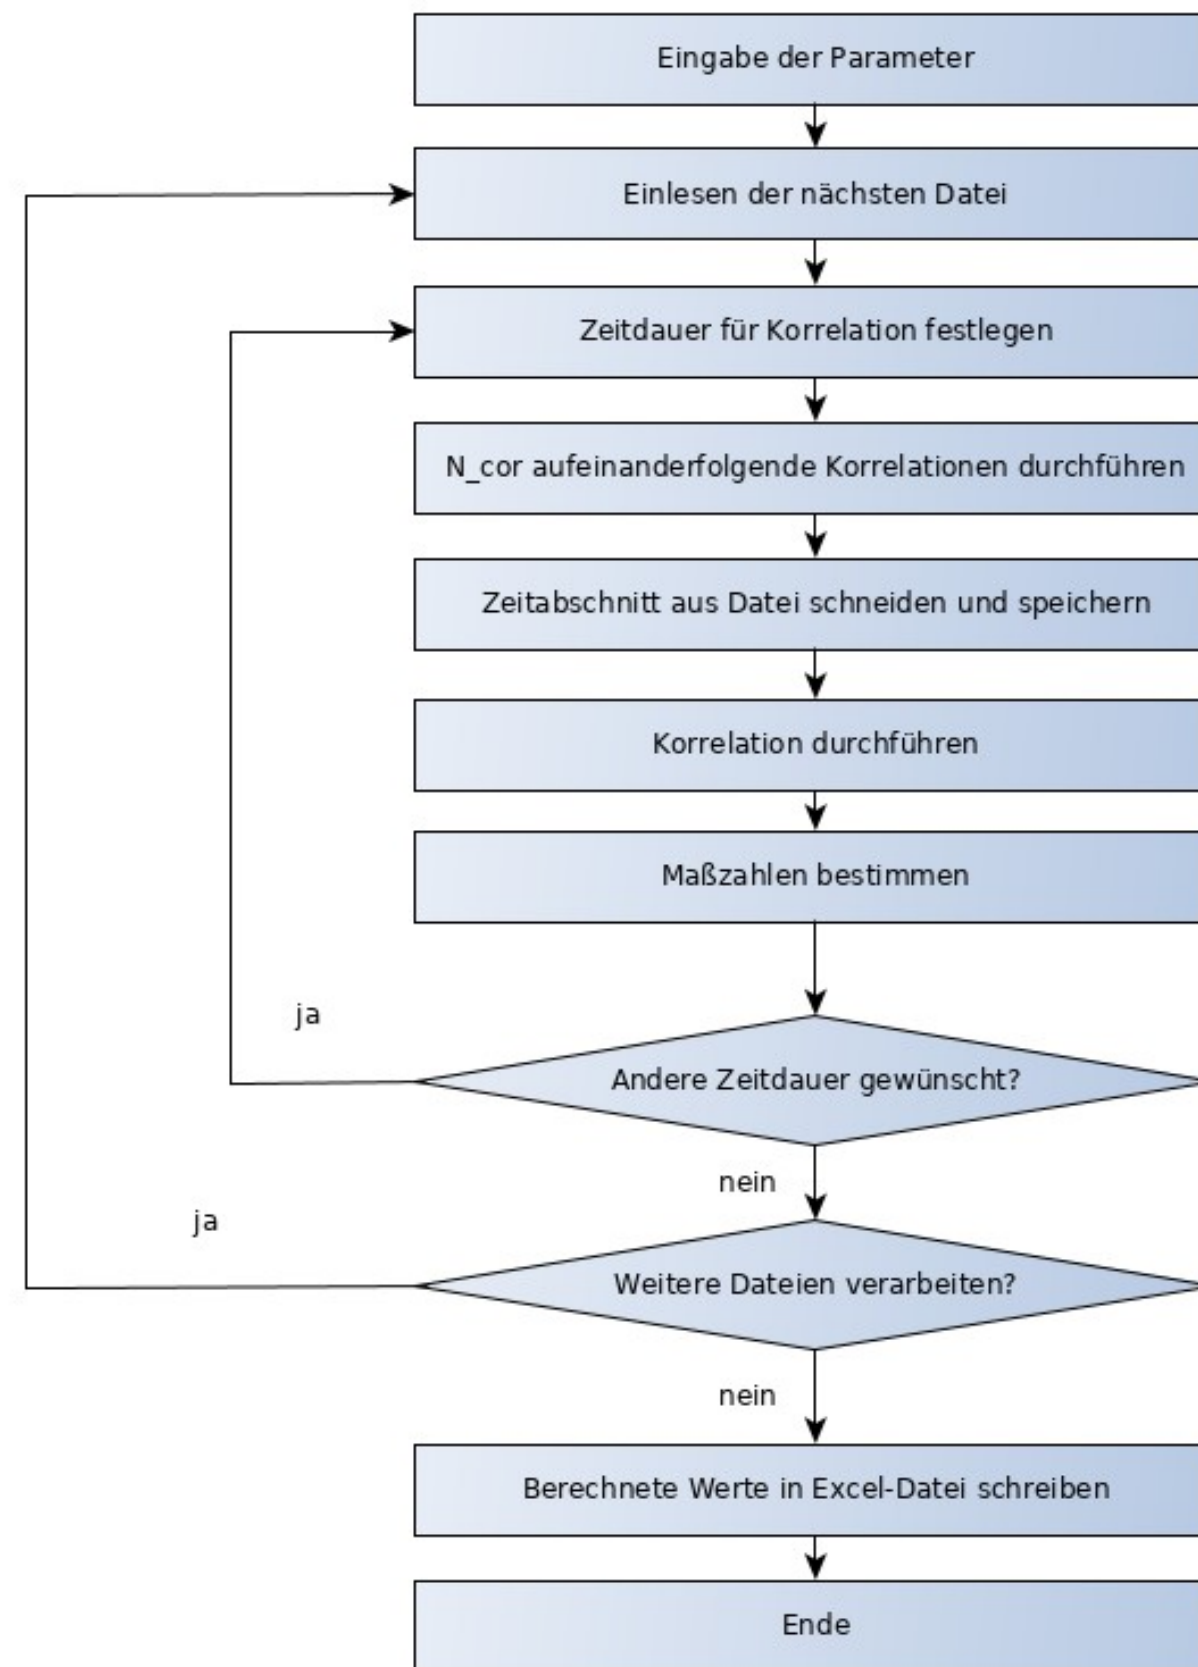 Eingabe der Parameter
Einlesen der nächsten Datei
Zeitdauer für Korrelation festlegen
N_cor aufeinanderfolgende Korrelationen durchführen
Zeitabschnitt aus Datei schneiden und speichern
Korrelation durchführen
Maßzahlen bestimmen
ja
Andere Zeitdauer gewünscht?
nein
ja
Weitere Dateien verarbeiten?
nein
Berechnete Werte in Excel-Datei schreiben
Ende